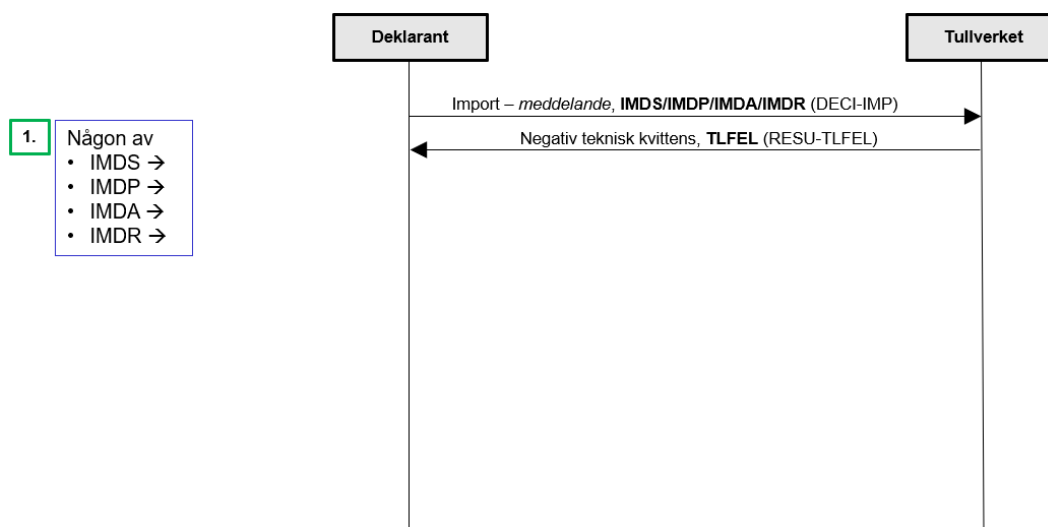 Deklarant
Tullverket
Import – meddelande, IMDS/IMDP/IMDA/IMDR (DECI-IMP)
Negativ teknisk kvittens, TLFEL (RESU-TLFEL)
1.
Någon av
• IMDS →
• IMDP →
• IMDA →
• IMDR →